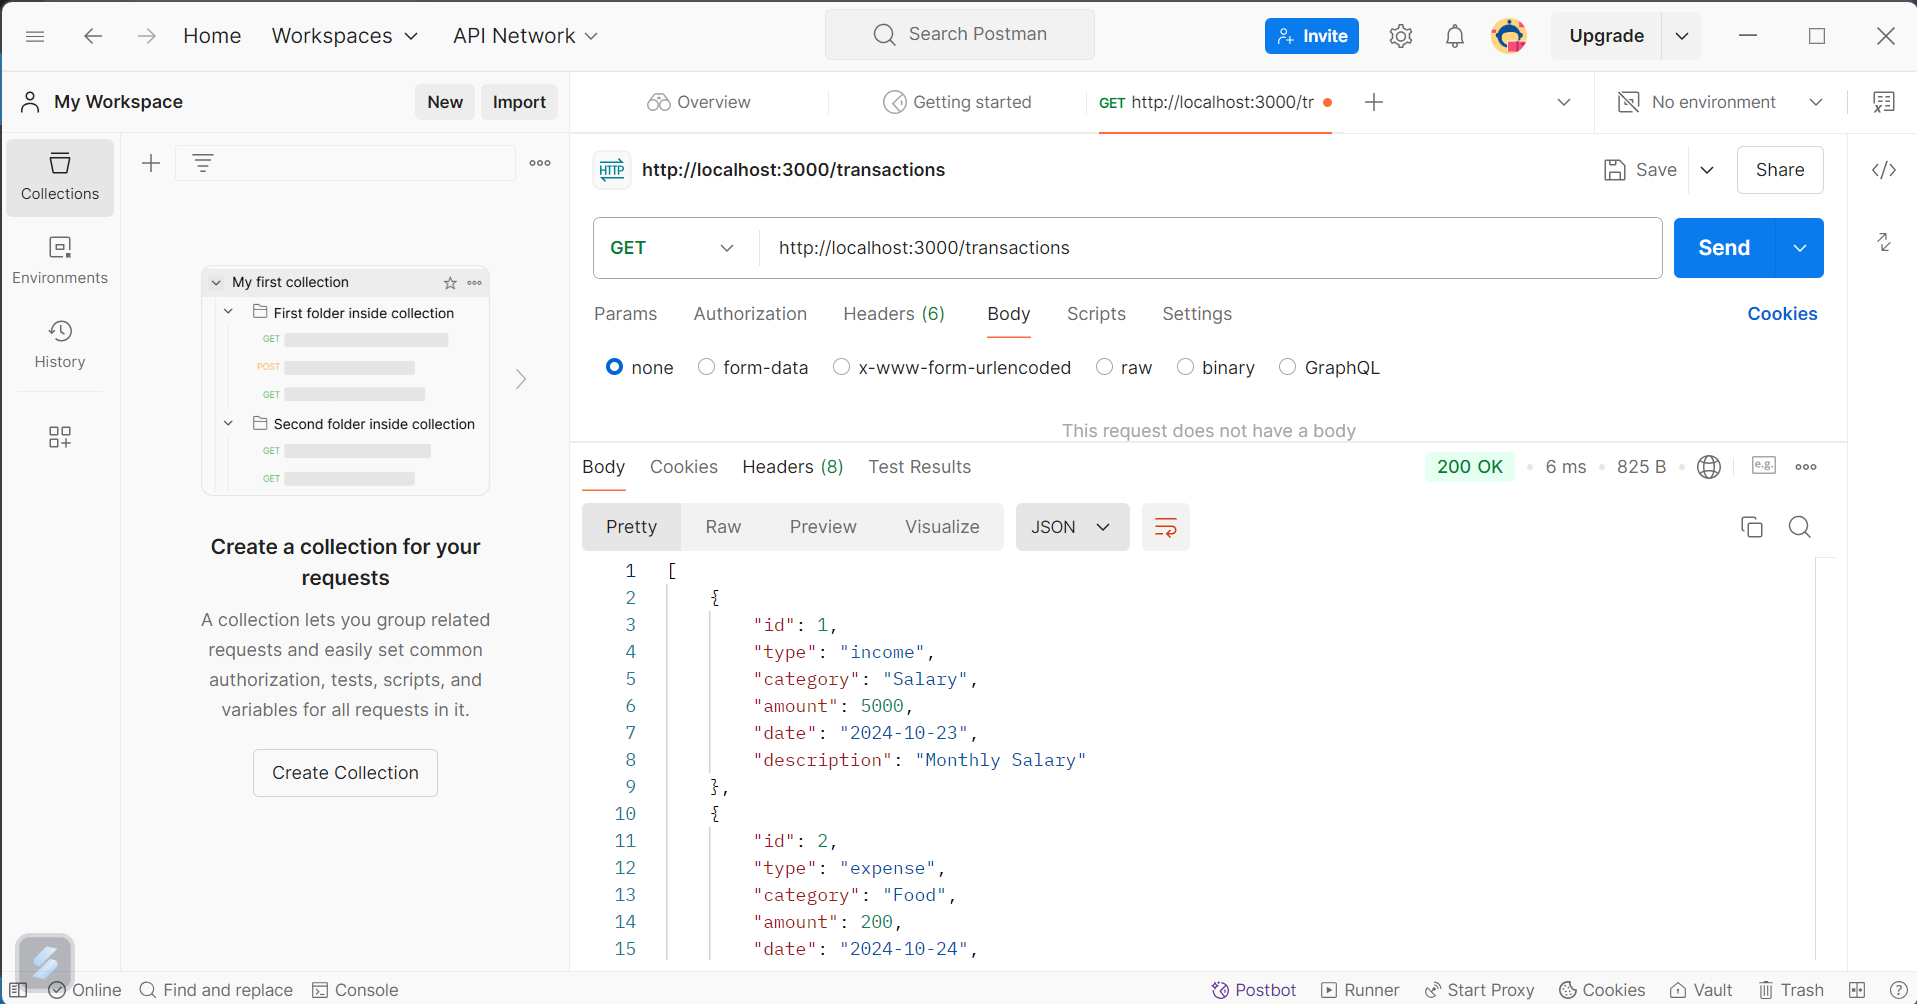 Home Workspaces API Network Search Postman Invite Upgrade
My Workspace New Import Overview Getting started GET http://localhost:3000/tr No environment
Collections
Environments
History
My first collection
First folder inside collection
GET
POST
GET
Second folder inside collection
GET
GET
Create a collection for your
requests
A collection lets you group related
requests and easily set common
authorization, tests, scripts, and
variables for all requests in it.
Create Collection
HTTP http://localhost:3000/transactions Save Share
GET http://localhost:3000/transactions Send
Params Authorization Headers (6) Body Scripts Settings Cookies
none form-data x-www-form-urlencoded raw binary GraphQL
This request does not have a body
Body Cookies Headers (8) Test Results 200 OK 6 ms 825 B e.g.
Pretty Raw Preview Visualize JSON
1 [
2 {
3 "id": 1,
4 "type": "income",
5 "category": "Salary",
6 "amount": 5000,
7 "date": "2024-10-23",
8 "description": "Monthly Salary"
9 },
10 {
11 "id": 2,
12 "type": "expense",
13 "category": "Food",
14 "amount": 200,
15 "date": "2024-10-24",
Online Find and replace Console Postbot Runner Start Proxy Cookies Vault Trash